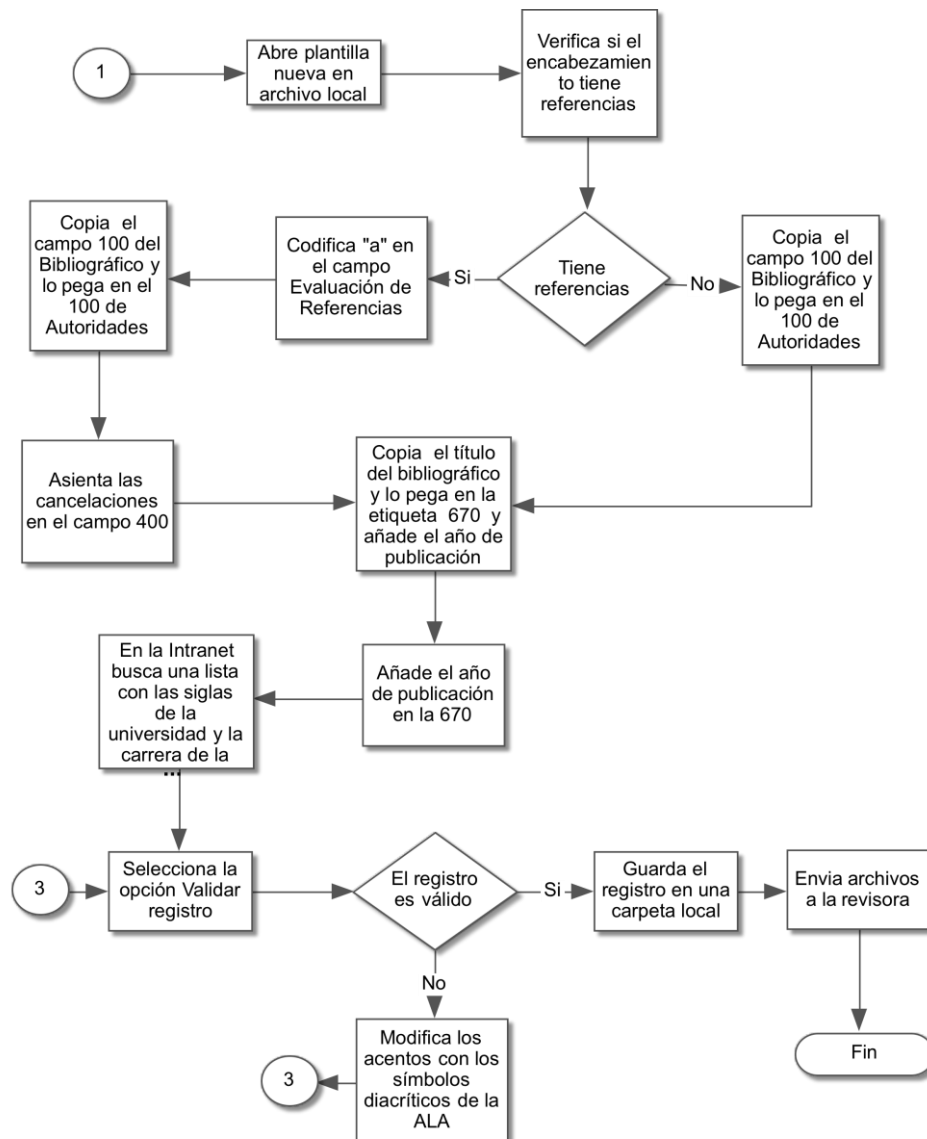 1
Abre plantilla
nueva en
archivo local
Verifica si el
encabezamien
to tiene
referencias
Tiene
referencias
Si
No
Codifica "a" en
el campo
Evaluación de
Referencias
Copia el
campo 100 del
Bibliográfico y
lo pega en el
100 de
Autoridades
Copia el
campo 100 del
Bibliográfico y
lo pega en el
100 de
Autoridades
Asienta las
cancelaciones
en el campo 400
Copia el título
del bibliográfico
y lo pega en la
etiqueta 670 y
añade el año de
publicación
Añade el año
de publicación
en la 670
En la Intranet
busca una lista
con las siglas
de la
universidad y la
carrera de la
...
3
Selecciona la
opción Validar
registro
El registro
es válido
Si
Guarda el
registro en una
carpeta local
Envia archivos
a la revisora
Fin
No
Modifica los
acentos con los
símbolos
diacríticos de la
ALA
3